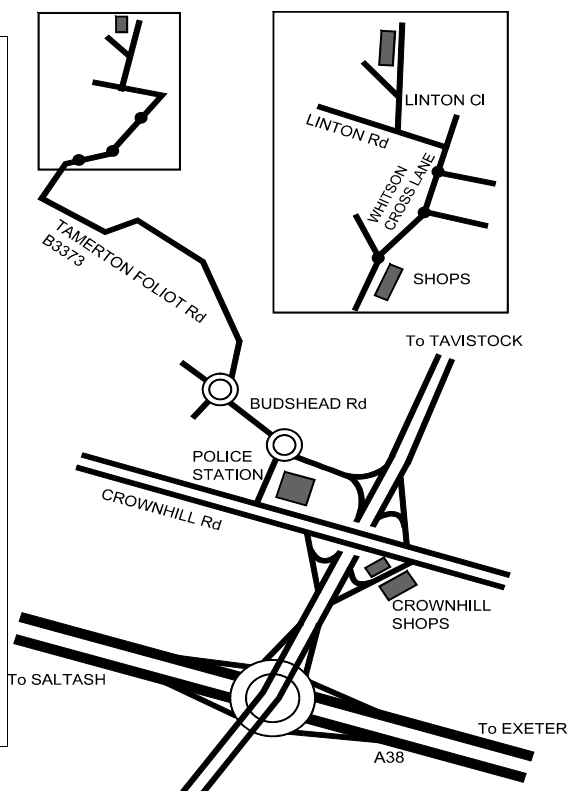 LINTON Cl
LINTON Rd
WHITSON
CROSS LANE
SHOPS
TAMERTON FOLIOT Rd
B3373
To TAVISTOCK
BUDSHEAD Rd
POLICE
STATION
CROWNHILL Rd
CROWNHILL
SHOPS
To SALTASH
To EXETER
A38